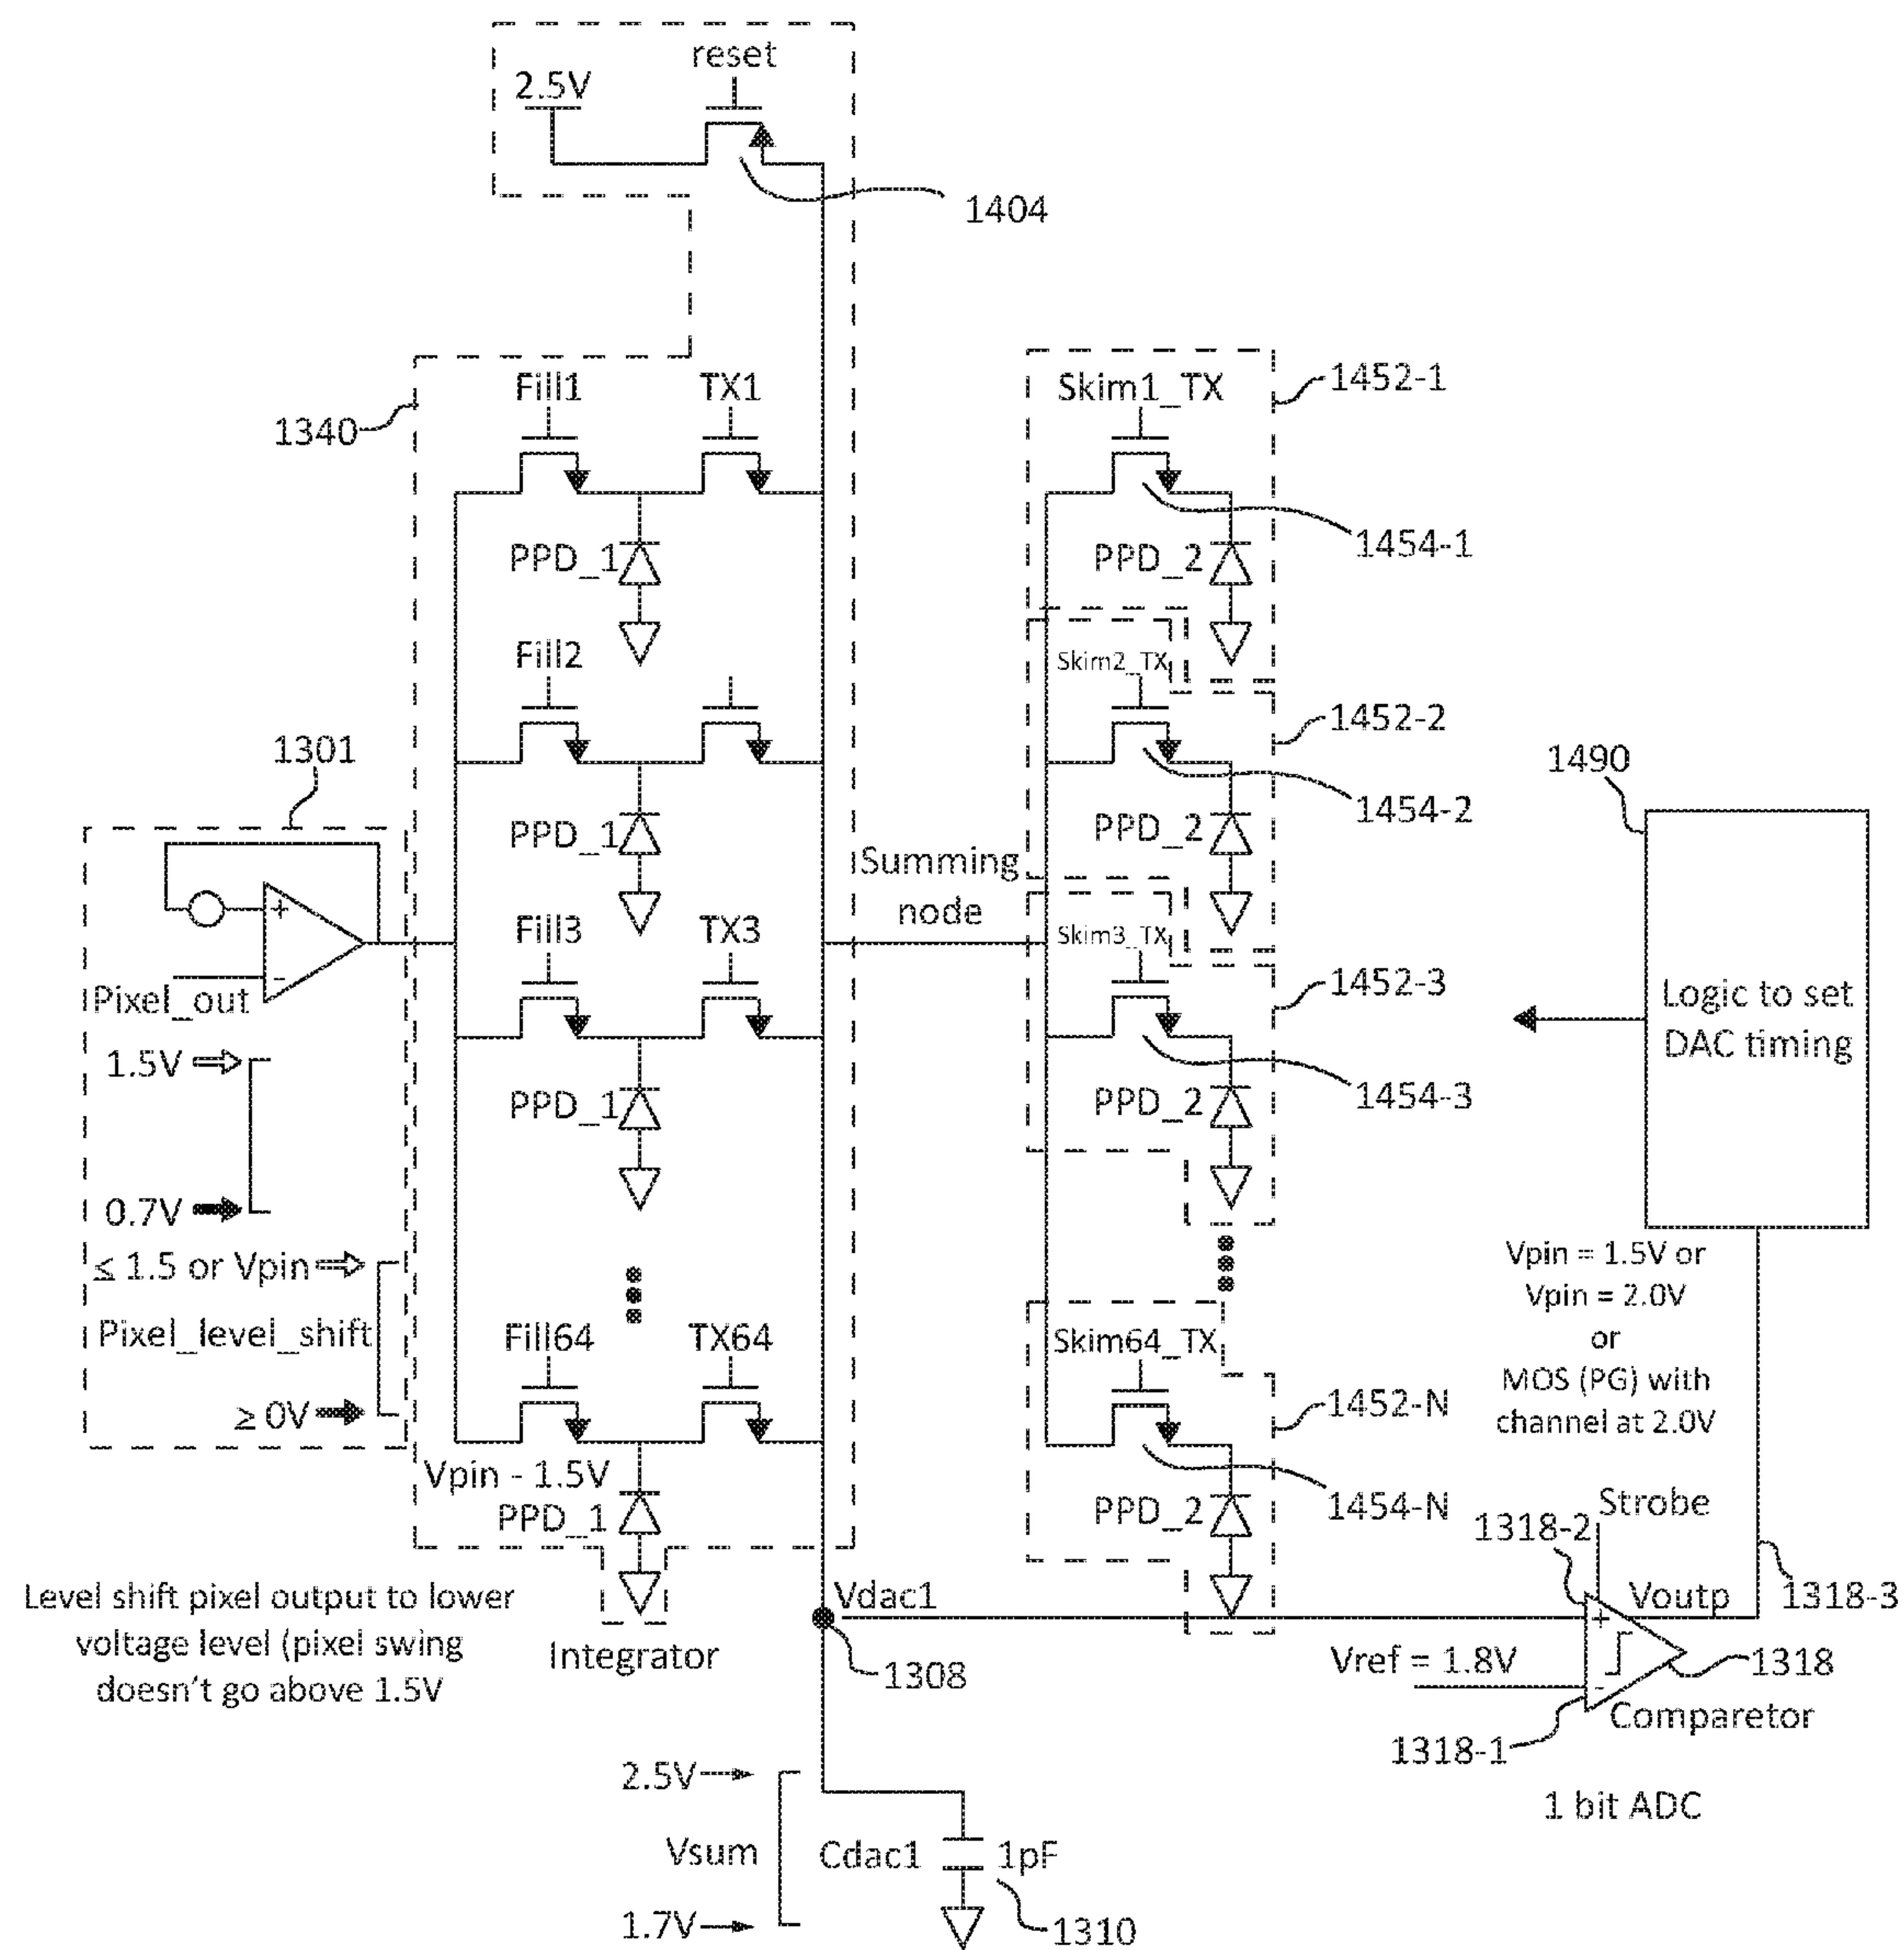 reset
2.5V
1404
Fill1
TX1
Skim1_TX
1452-1
1340
1454-1
PPD_1
PPD_2
Fill2
Skim2_TX
1452-2
1301
1490
1454-2
PPD_1
PPD_2
Summing
node
Fill3
TX3
Skim3_TX
1452-3
+
-
Pixel_out
Logic to set
DAC timing
1.5V
1454-3
PPD_1
PPD_2
0.7V
≤ 1.5 or Vpin
Vpin = 1.5V or
Vpin = 2.0V
or
MOS (PG) with
channel at 2.0V
Pixel_level_shift
Fill64
TX64
Skim64_TX
≥ 0V
1452-N
Vpin - 1.5V
PPD_1
PPD_2
1454-N
Strobe
1318-2
Level shift pixel output to lower
voltage level (pixel swing
doesn't go above 1.5V
Integrator
Vdac1
1308
+
-
Voutp
1318-3
Vref = 1.8V
1318
Comparetor
1318-1
1 bit ADC
2.5V
Vsum
1.7V
Cdac1
1pF
1310